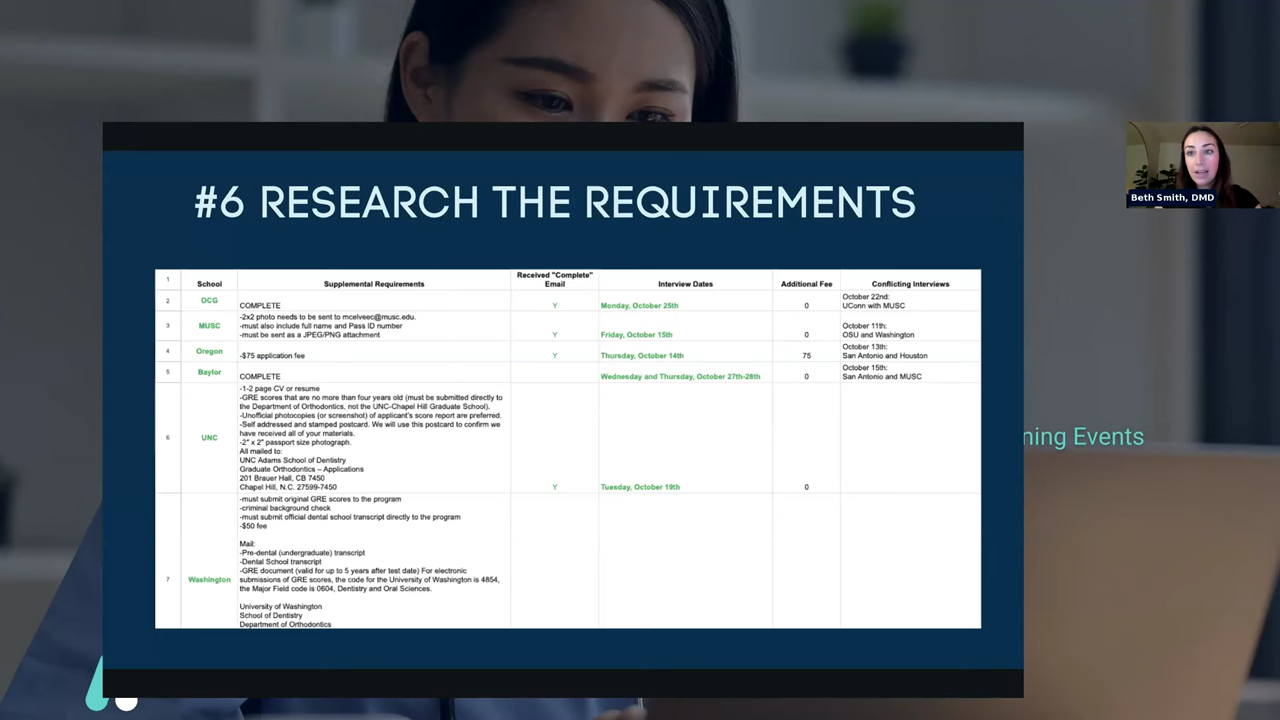 #6 RESEARCH THE REQUIREMENTS
1 School Supplemental Requirements Received "Complete" Email Interview Dates Additional Fee Conflicting Interviews
2 DCG COMPLETE Y Monday, October 25th 0 October 22nd:
UConn with MUSC
3 MUSC -2x2 photo needs to be sent to mcelveec@musc.edu.
-must also include full name and Pass ID number
-must be sent as a JPEG/PNG attachment Y Friday, October 15th 0 October 11th:
OSU and Washington
4 Oregon -$75 application fee Y Thursday, October 14th 75 October 13th:
San Antonio and Houston
5 Baylor COMPLETE Wednesday and Thursday, October 27th-28th 0 October 15th:
San Antonio and MUSC
6 UNC -1-2 page CV or resume
-GRE scores that are no more than four years old (must be submitted directly to
the Department of Orthodontics, not the UNC-Chapel Hill Graduate School).
-Unofficial photocopies (or screenshot) of applicant's score report are preferred.
-Self addressed and stamped postcard. We will use this postcard to confirm we
have received all of your materials.
-2" x 2" passport size photograph.
All mailed to:
UNC Adams School of Dentistry
Graduate Orthodontics – Applications
201 Brauer Hall, CB 7450
Chapel Hill, N.C. 27599-7450 Y Tuesday, October 19th 0
7 Washington -must submit original GRE scores to the program
-criminal background check
-must submit official dental school transcript directly to the program
-$50 fee
Mail:
-Pre-dental (undergraduate) transcript
-Dental School transcript
-GRE document (valid for up to 5 years after test date) For electronic
submissions of GRE scores, the code for the University of Washington is 4854,
the Major Field code is 0604, Dentistry and Oral Sciences.
University of Washington
School of Dentistry
Department of Orthodontics
Beth Smith, DMD
ning Events